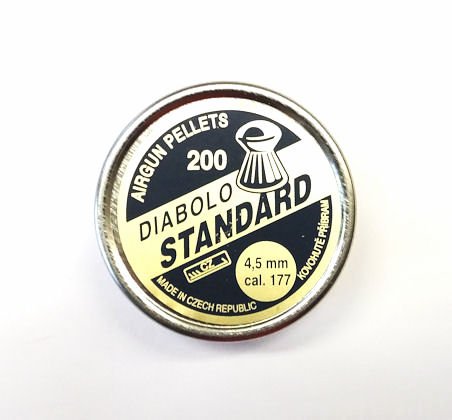 AIRGUN PELLETS
200
DIABOLO
STANDARD
CZ
4,5 mm
cal. 177
MADE IN CZECH REPUBLIC
KOVOHUTĚ PŘÍBRAM